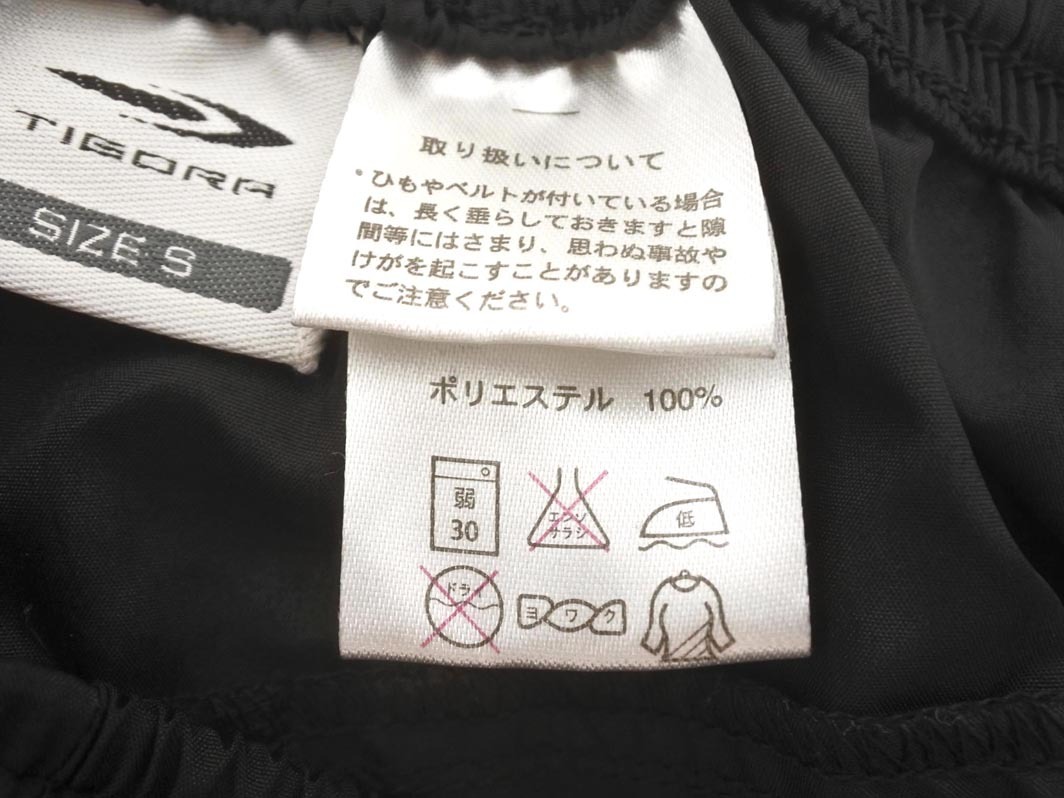 TIGORA
SIZE S
取り扱いについて
・ひもやベルトが付いている場合
は、長く垂らしておきますと隙
間等にはさまり、思わぬ事故や
けがを起こすことがありますの
でご注意ください。
ポリエステル 100%
弱
30
エンソ
サラシ
低
ドライ
ヨワク